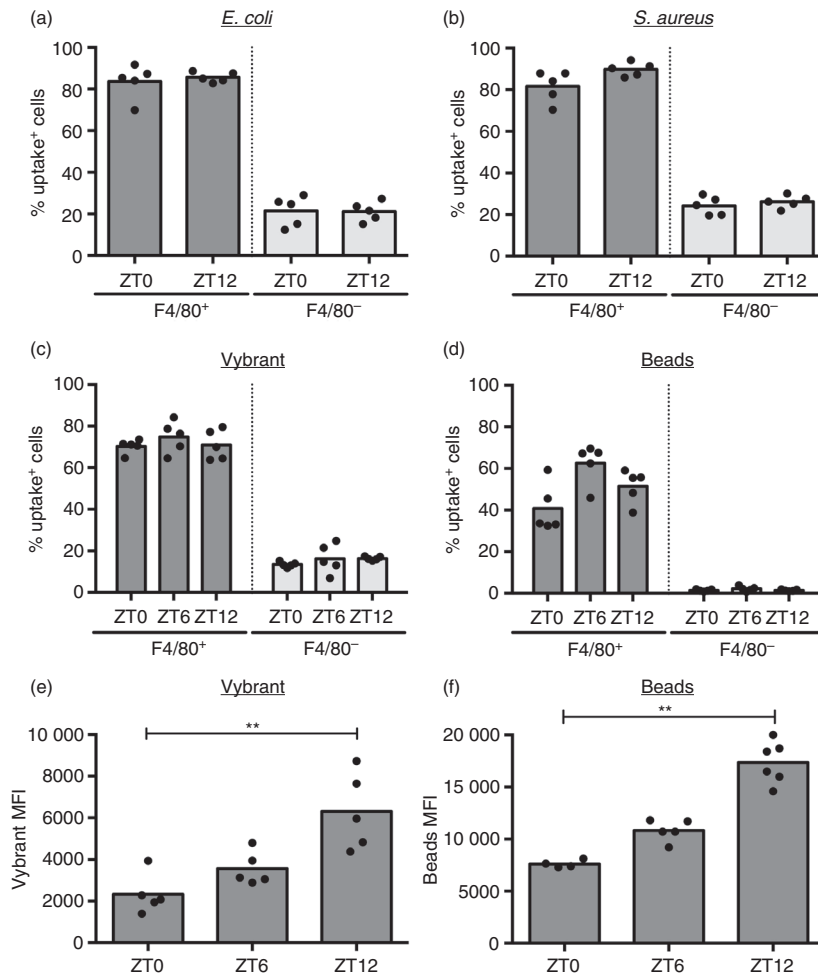 (a) E. coli
% uptake⁺ cells
100
80
60
40
20
0
ZT0 ZT12 ZT0 ZT12
F4/80⁺ F4/80⁻
(b) S. aureus
% uptake⁺ cells
100
80
60
40
20
0
ZT0 ZT12 ZT0 ZT12
F4/80⁺ F4/80⁻
(c) Vybrant
% uptake⁺ cells
100
80
60
40
20
0
ZT0 ZT6 ZT12 ZT0 ZT6 ZT12
F4/80⁺ F4/80⁻
(d) Beads
% uptake⁺ cells
100
80
60
40
20
0
ZT0 ZT6 ZT12 ZT0 ZT6 ZT12
F4/80⁺ F4/80⁻
(e) Vybrant
**
Vybrant MFI
10 000
8000
6000
4000
2000
0
ZT0 ZT6 ZT12
(f) Beads
**
Beads MFI
20 000
15 000
10 000
5000
0
ZT0 ZT6 ZT12